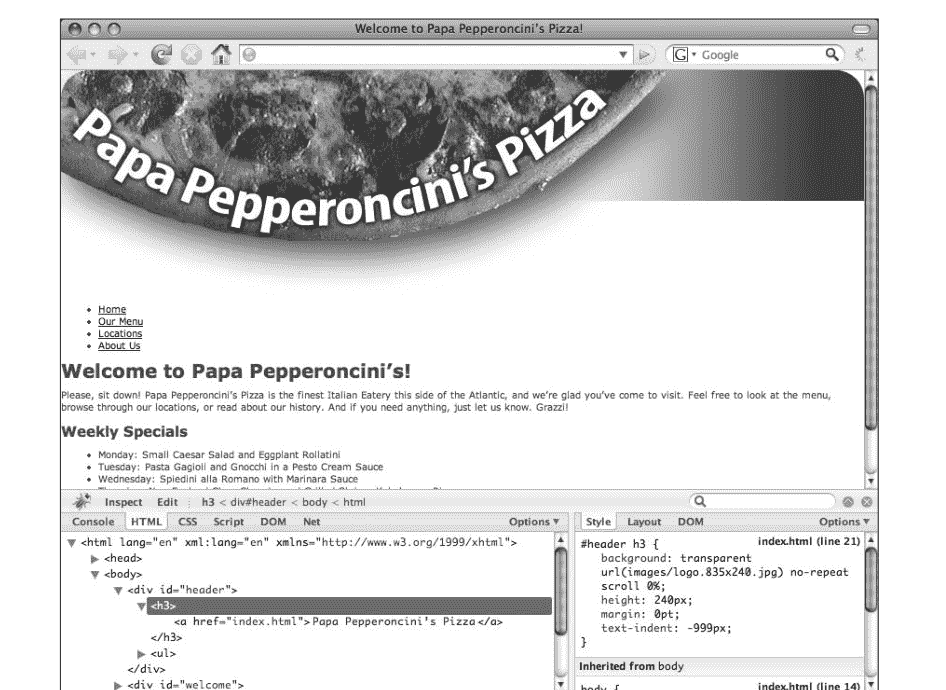 Welcome to Papa Pepperoncini's Pizza!
G Google
Papa Pepperoncini's Pizza
Home
Our Menu
Locations
About Us
Welcome to Papa Pepperoncini's!
Please, sit down! Papa Pepperoncini's Pizza is the finest Italian Eatery this side of the Atlantic, and we're glad you've come to visit. Feel free to look at the menu,
browse through our locations, or read about our history. And if you need anything, just let us know. Grazzi!
Weekly Specials
Monday: Small Caesar Salad and Eggplant Rollatini
Tuesday: Pasta Gagioli and Gnocchi in a Pesto Cream Sauce
Wednesday: Spiedini alla Romano with Marinara Sauce
Inspect Edit h3 < div#header < body < html
Console HTML CSS Script DOM Net Options
<html lang="en" xml:lang="en" xmlns="http://www.w3.org/1999/xhtml">
<head>
<body>
<div id="header">
<h3>
<a href="index.html">Papa Pepperoncini's Pizza</a>
</h3>
<ul>
</div>
<div id="welcome">
Style Layout DOM Options
#header h3 { index.html (line 21)
background: transparent
url(images/logo.835x240.jpg) no-repeat
scroll 0%;
height: 240px;
margin: 0pt;
text-indent: -999px;
}
Inherited from body
body { index.html (line 14)